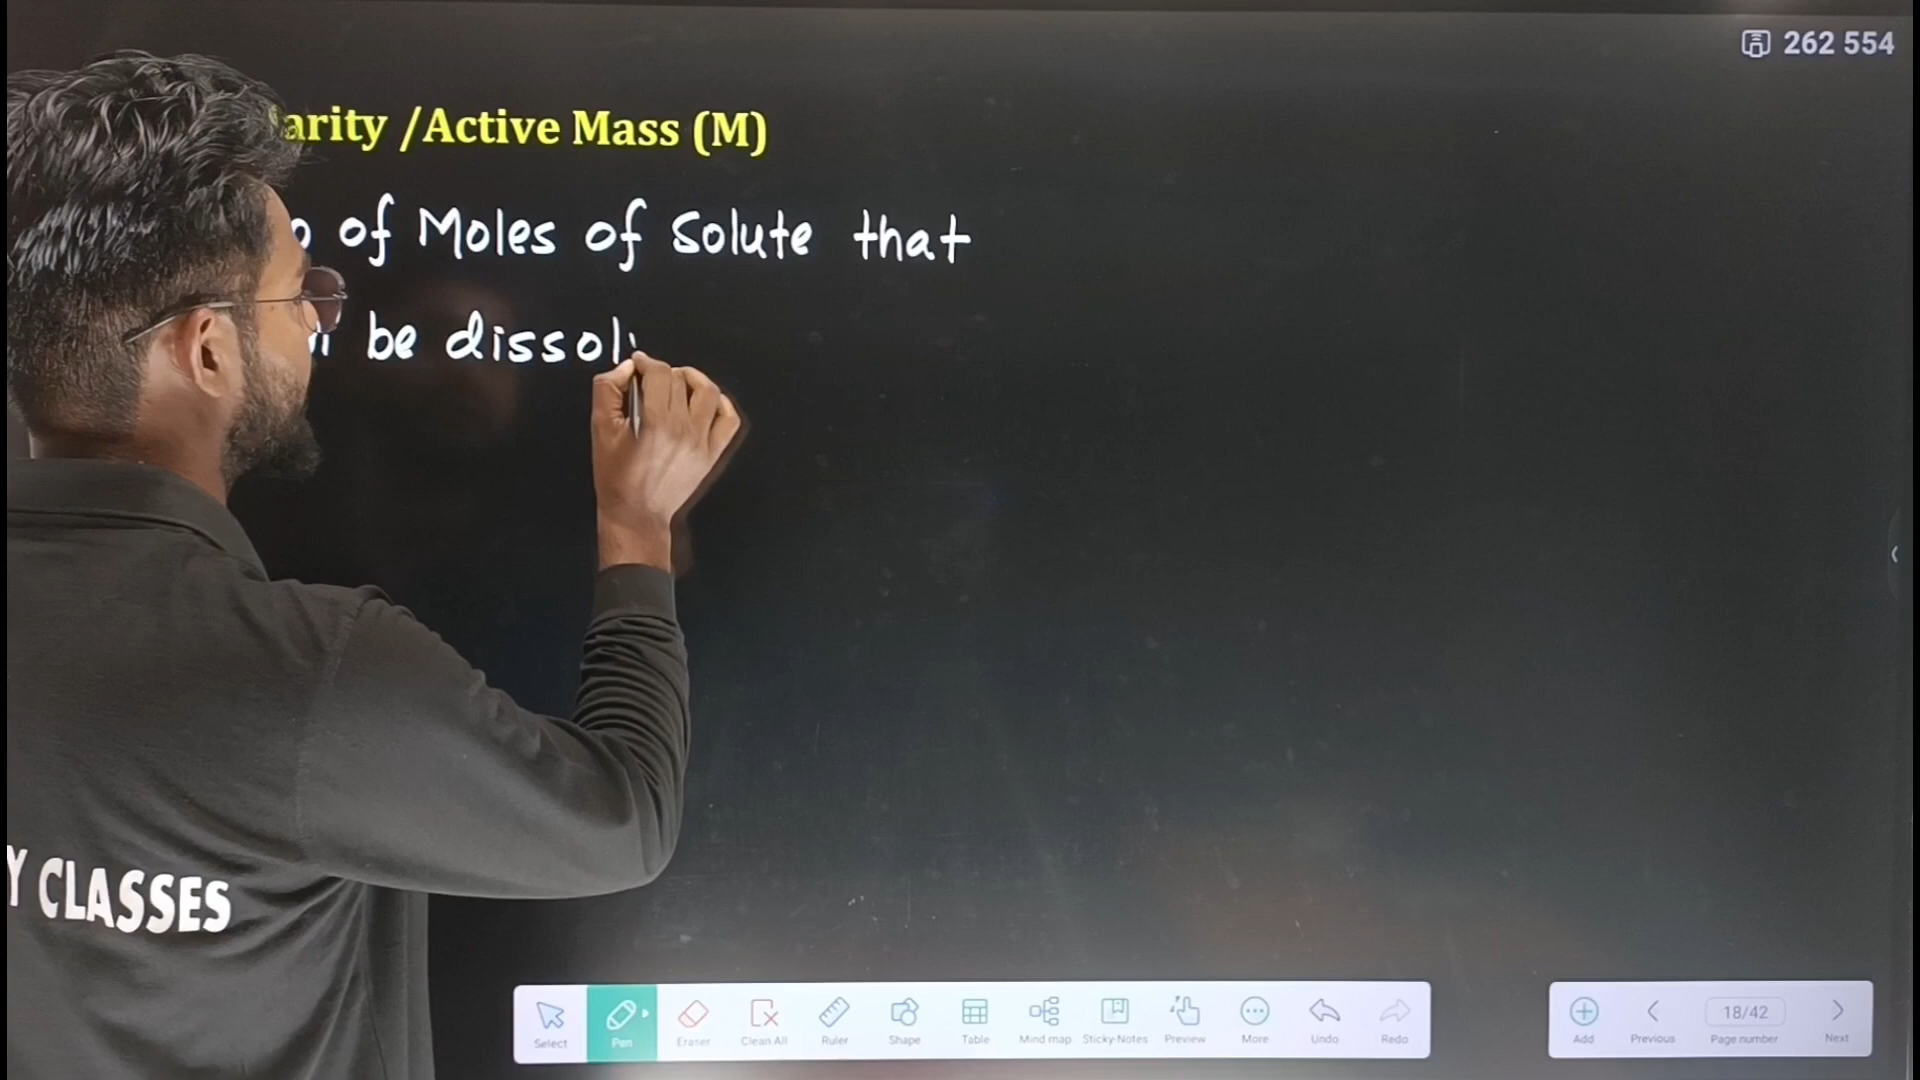 262 554
arity /Active Mass (M)
of Moles of Solute that
be dissol
Y CLASSES
Select Pen Eraser Clean All Ruler Shape Table Mind map Sticky-Notes Preview More Undo Redo
Add Previous 18/42 Page number Next